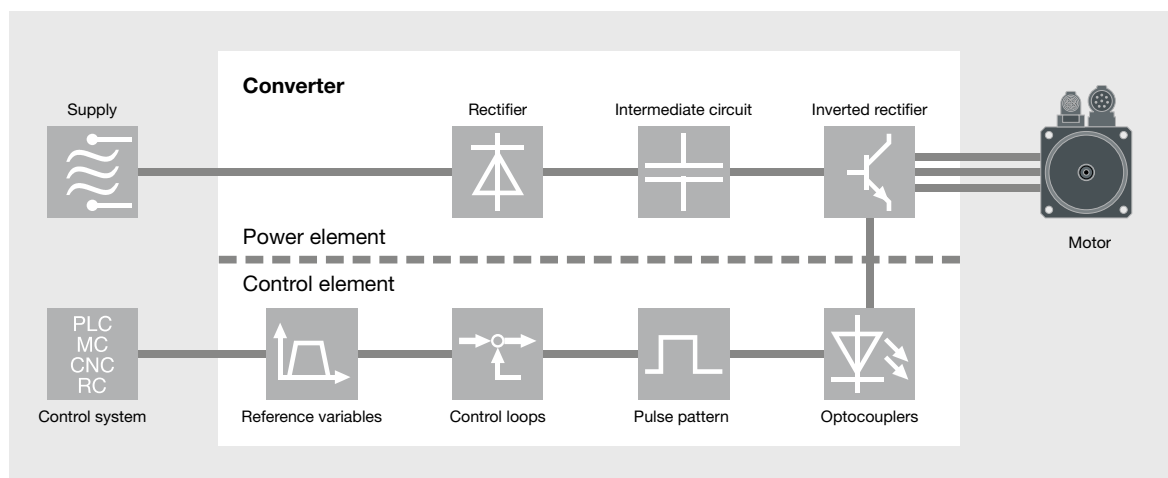 Converter
Supply
Rectifier
Intermediate circuit
Inverted rectifier
Power element
Motor
Control element
PLC
MC
CNC
RC
Control system
Reference variables
Control loops
Pulse pattern
Optocouplers